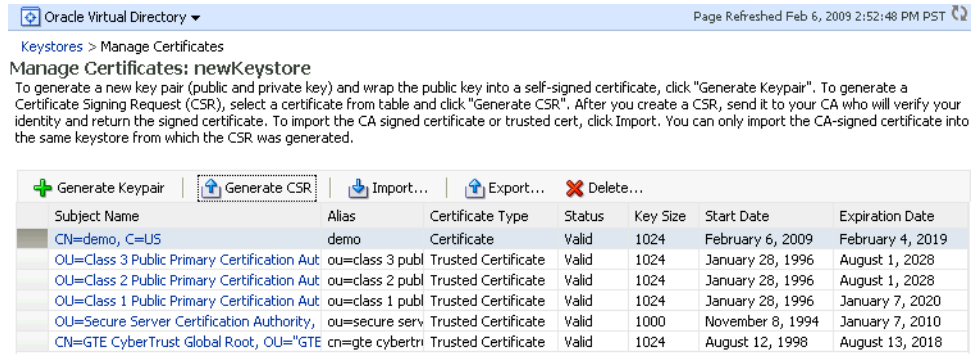 Oracle Virtual Directory Page Refreshed Feb 6, 2009 2:52:48 PM PST
Keystores > Manage Certificates
Manage Certificates: newKeystore
To generate a new key pair (public and private key) and wrap the public key into a self-signed certificate, click "Generate Keypair". To generate a
Certificate Signing Request (CSR), select a certificate from table and click "Generate CSR". After you create a CSR, send it to your CA who will verify your
identity and return the signed certificate. To import the CA signed certificate or trusted cert, click Import. You can only import the CA-signed certificate into
the same keystore from which the CSR was generated.
Generate Keypair Generate CSR Import... Export... Delete...
Subject Name Alias Certificate Type Status Key Size Start Date Expiration Date
CN=demo, C=US demo Certificate Valid 1024 February 6, 2009 February 4, 2019
OU=Class 3 Public Primary Certification Aut ou=class 3 publ Trusted Certificate Valid 1024 January 28, 1996 August 1, 2028
OU=Class 2 Public Primary Certification Aut ou=class 2 publ Trusted Certificate Valid 1024 January 28, 1996 August 1, 2028
OU=Class 1 Public Primary Certification Aut ou=class 1 publ Trusted Certificate Valid 1024 January 28, 1996 January 7, 2020
OU=Secure Server Certification Authority, ou=secure serv Trusted Certificate Valid 1000 November 8, 1994 January 7, 2010
CN=GTE CyberTrust Global Root, OU="GTE cn=gte cybertr Trusted Certificate Valid 1024 August 12, 1998 August 13, 2018